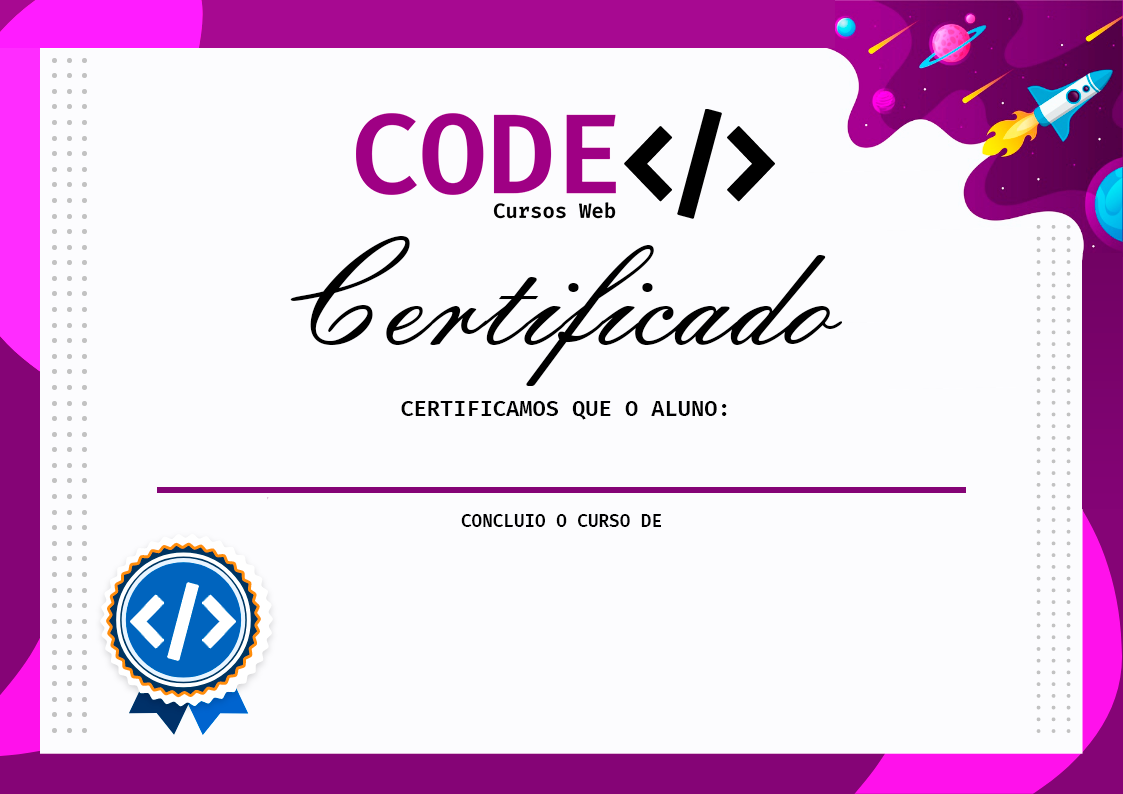 CODE</>
Cursos Web
Certificado
CERTIFICAMOS QUE O ALUNO:
CONCLUIO O CURSO DE
</>